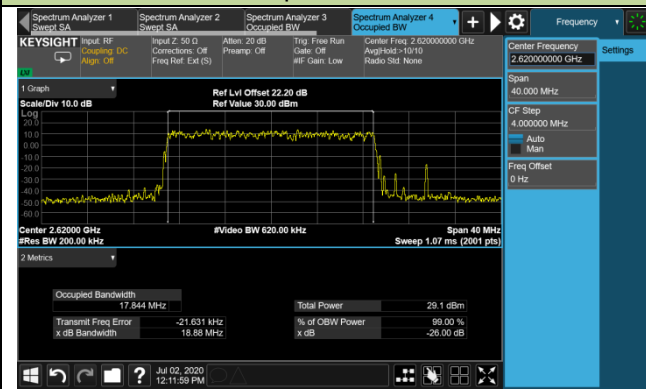 Spectrum Analyzer 1
Swept SA
Spectrum Analyzer 2
Swept SA
Spectrum Analyzer 3
Occupied BW
Spectrum Analyzer 4
Occupied BW
Frequency
KEYSIGHT
Input: RF
Coupling: DC
Align: Off
Input Z: 50 Ω
Corrections: Off
Freq Ref: Ext (S)
Atten: 20 dB
Preamp: Off
Trig: Free Run
Gate: Off
#IF Gain: Low
Center Freq: 2.620000000 GHz
Avg|Hold:>10/10
Radio Std: None
LXI
Center Frequency
2.620000000 GHz
Settings
Span
40.000 MHz
CF Step
4.000000 MHz
Auto
Man
Freq Offset
0 Hz
1 Graph
Scale/Div 10.0 dB
Ref Lvl Offset 22.20 dB
Ref Value 30.00 dBm
Log
20.0
10.0
0.00
-10.0
-20.0
-30.0
-40.0
-50.0
-60.0
Center 2.62000 GHz
#Res BW 200.00 kHz
#Video BW 620.00 kHz
Span 40 MHz
Sweep 1.07 ms (2001 pts)
2 Metrics
Occupied Bandwidth
17.844 MHz
Total Power
29.1 dBm
Transmit Freq Error
-21.631 kHz
% of OBW Power
99.00 %
x dB Bandwidth
18.88 MHz
x dB
-26.00 dB
?
Jul 02, 2020
12:11:59 PM